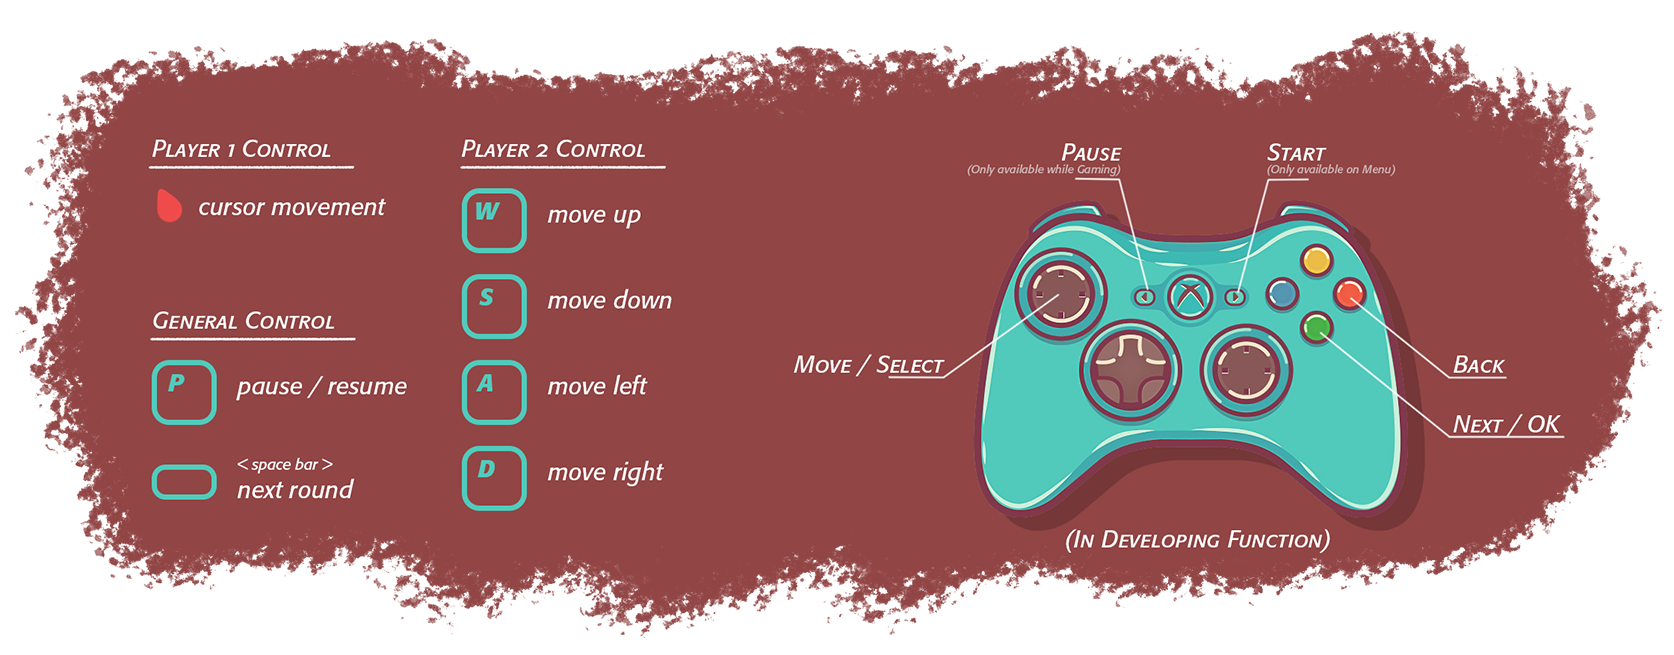 Player 1 Control
cursor movement
General Control
P
pause / resume
< space bar >
next round
Player 2 Control
W
move up
S
move down
A
move left
D
move right
Pause
(Only available while Gaming)
Start
(Only available on Menu)
Move / Select
Back
Next / OK
(In Developing Function)